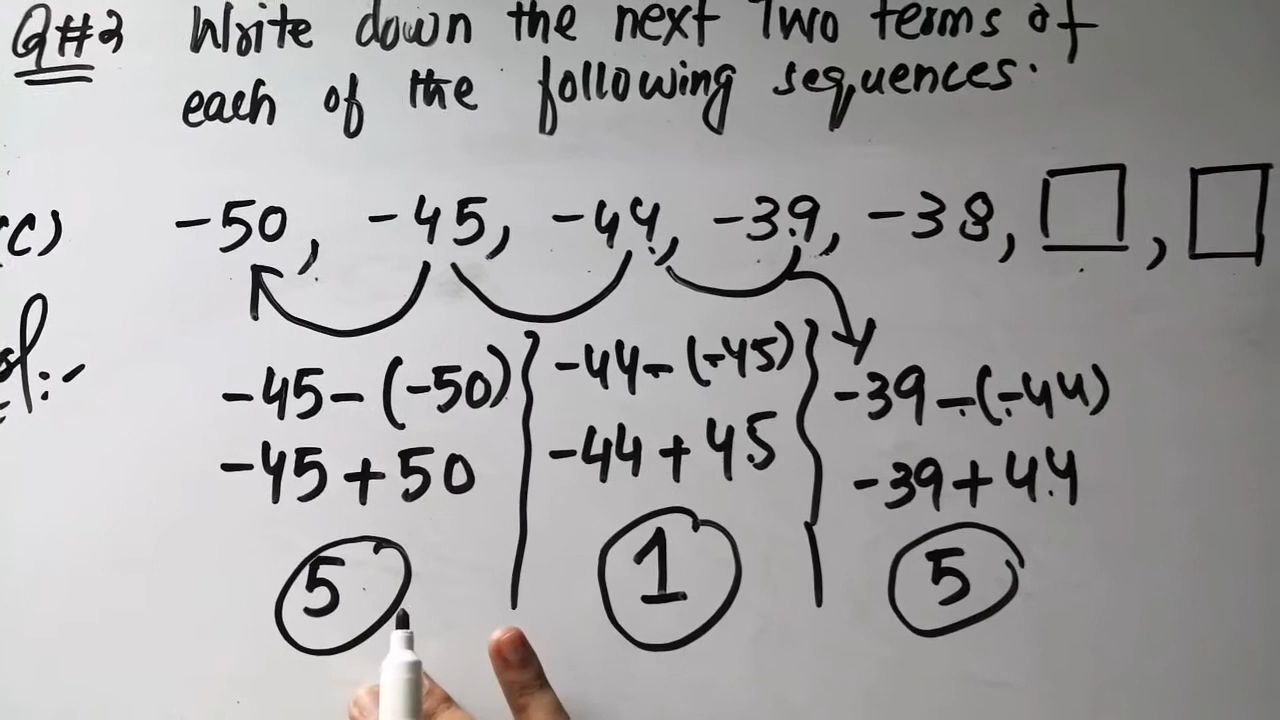 Q#3 Write down the next Two terms of
each of the following sequences.
(C) -50, -45, -44, -39, -38, □, □
-45-(-50) -44-(-45) -39-(-44)
-45+50 -44+45 -39+44
5 1 5